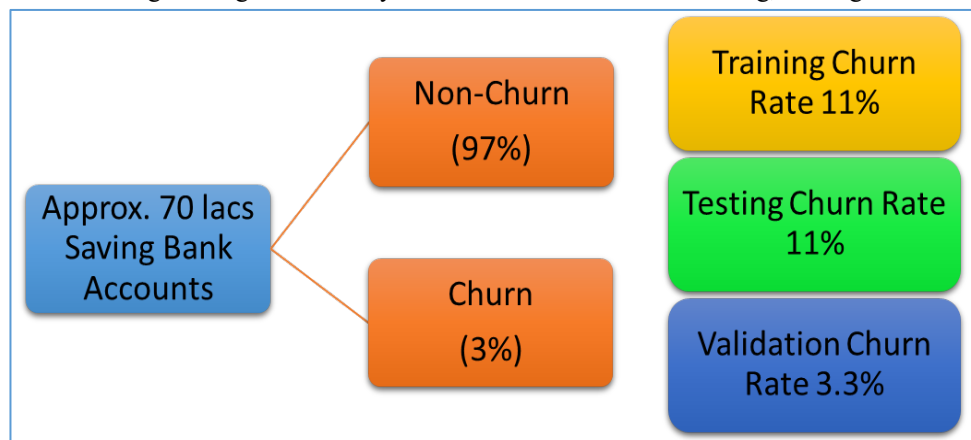 Approx. 70 lacs
Saving Bank
Accounts
Non-Churn
(97%)
Churn
(3%)
Training Churn
Rate 11%
Testing Churn Rate
11%
Validation Churn
Rate 3.3%